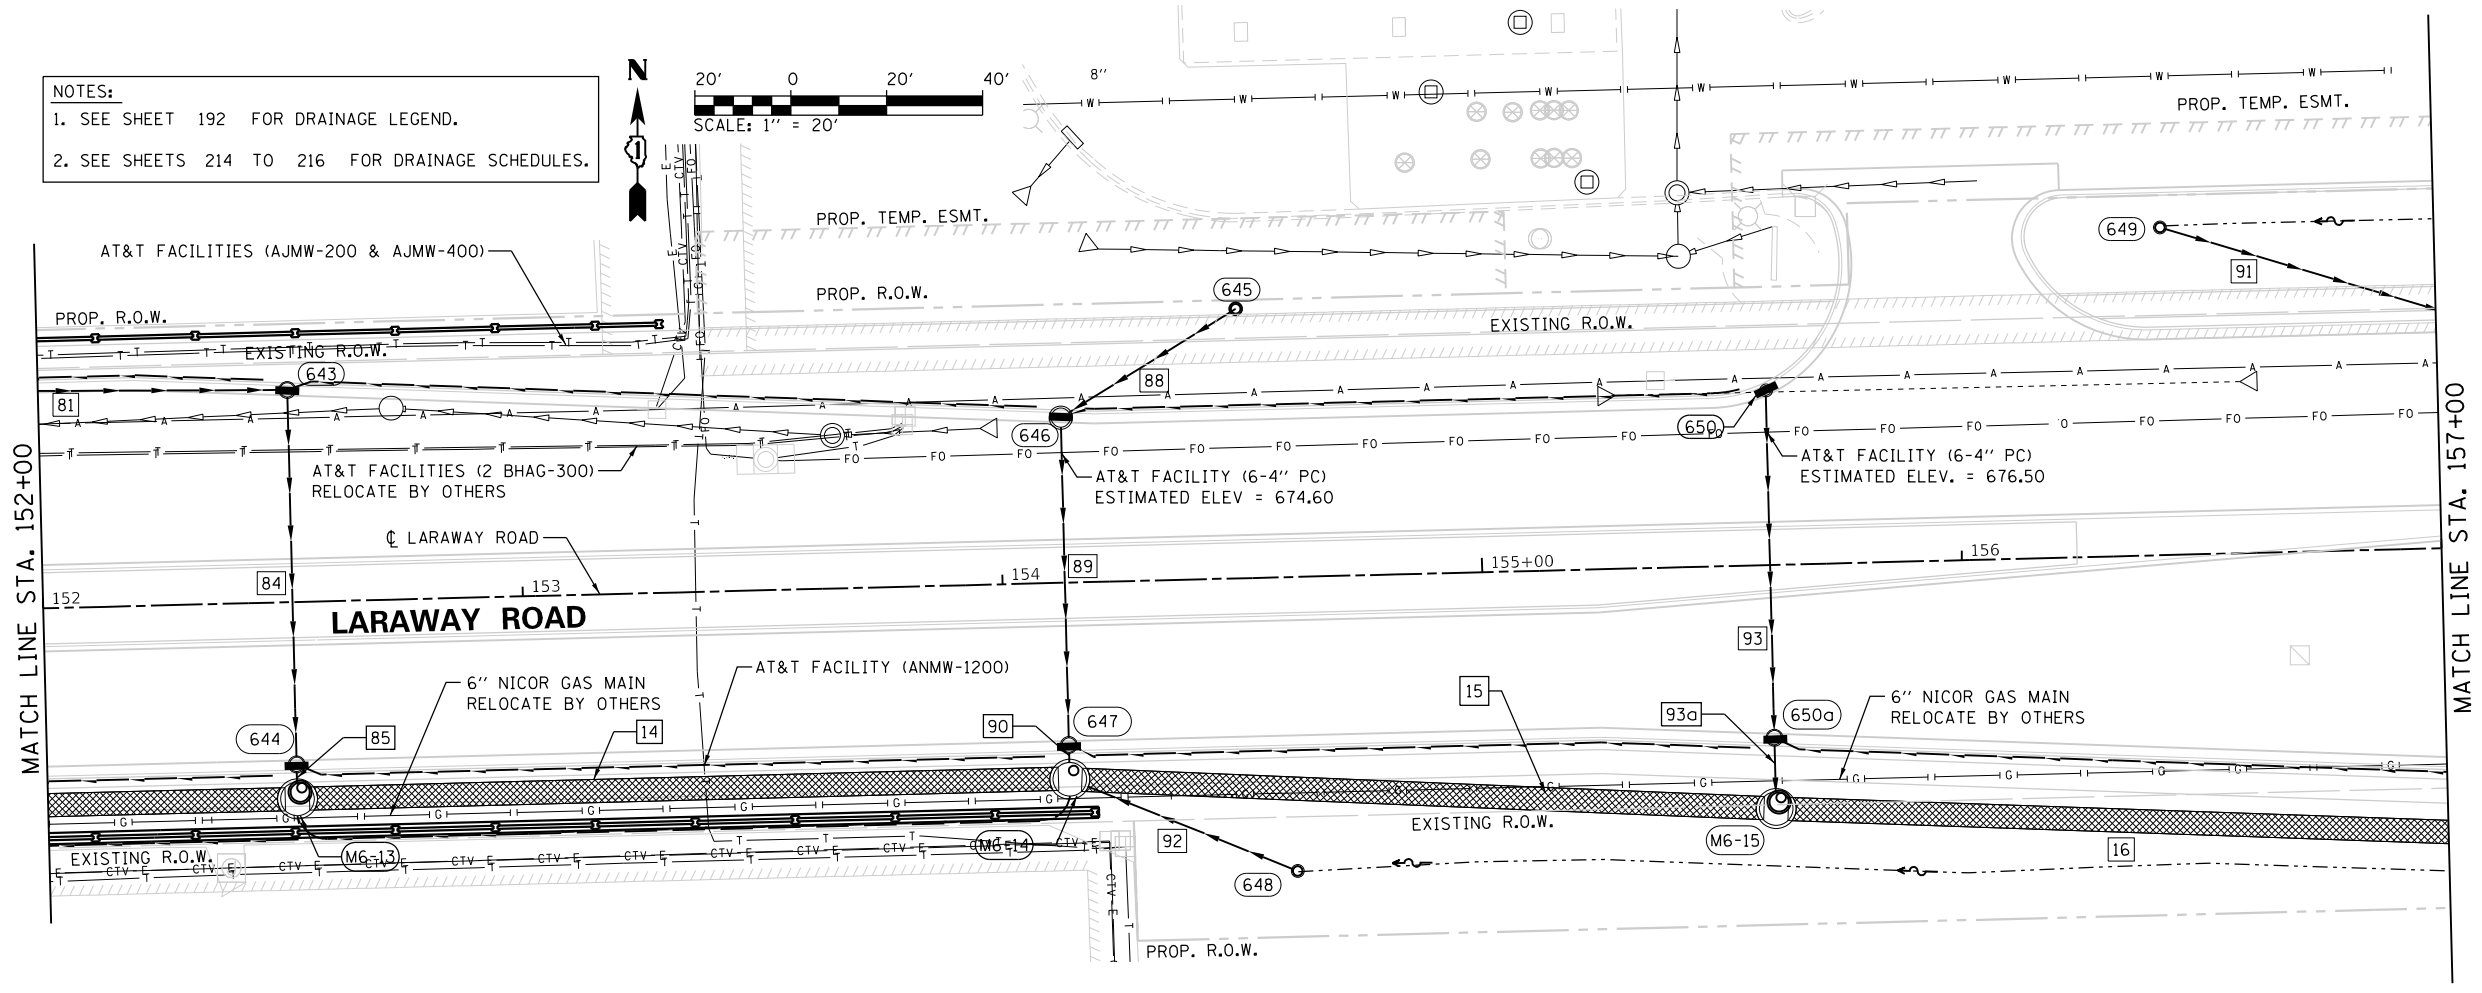 NOTES:
1. SEE SHEET 192 FOR DRAINAGE LEGEND.
2. SEE SHEETS 214 TO 216 FOR DRAINAGE SCHEDULES.
N
1
20' 0 20' 40'
SCALE: 1'' = 20'
8''
PROP. TEMP. ESMT.
PROP. TEMP. ESMT.
649
91
AT&T FACILITIES (AJMW-200 & AJMW-400)
PROP. R.O.W.
645
PROP. R.O.W.
EXISTING R.O.W.
EXISTING R.O.W.
643
81
88
646
650
AT&T FACILITIES (2 BHAG-300)
RELOCATE BY OTHERS
AT&T FACILITY (6-4'' PC)
ESTIMATED ELEV = 674.60
AT&T FACILITY (6-4'' PC)
ESTIMATED ELEV. = 676.50
MATCH LINE STA. 152+00
MATCH LINE STA. 157+00
℄ LARAWAY ROAD
152
153
154
155+00
156
84
89
93
LARAWAY ROAD
AT&T FACILITY (ANMW-1200)
6'' NICOR GAS MAIN
RELOCATE BY OTHERS
15
93a
650a
6'' NICOR GAS MAIN
RELOCATE BY OTHERS
644
85
14
90
647
EXISTING R.O.W.
M6-13
M6-14
92
648
EXISTING R.O.W.
M6-15
16
PROP. R.O.W.